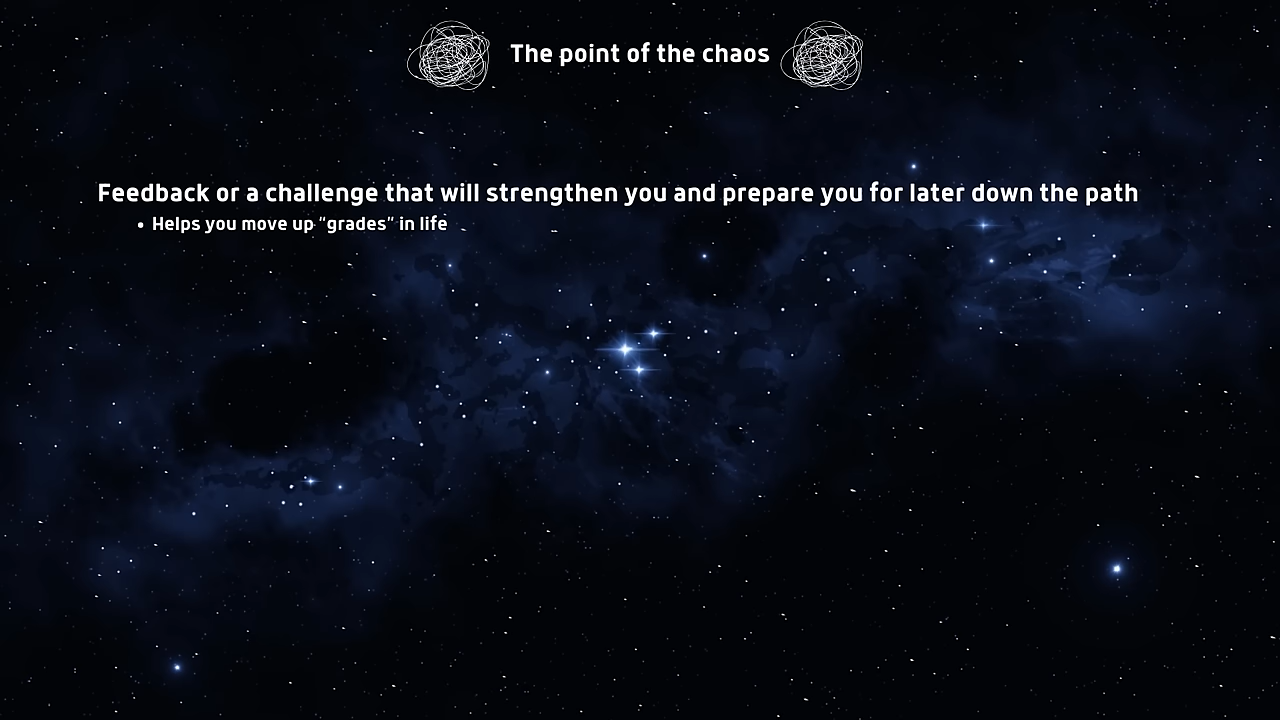 The point of the chaos
Feedback or a challenge that will strengthen you and prepare you for later down the path
• Helps you move up "grades" in life